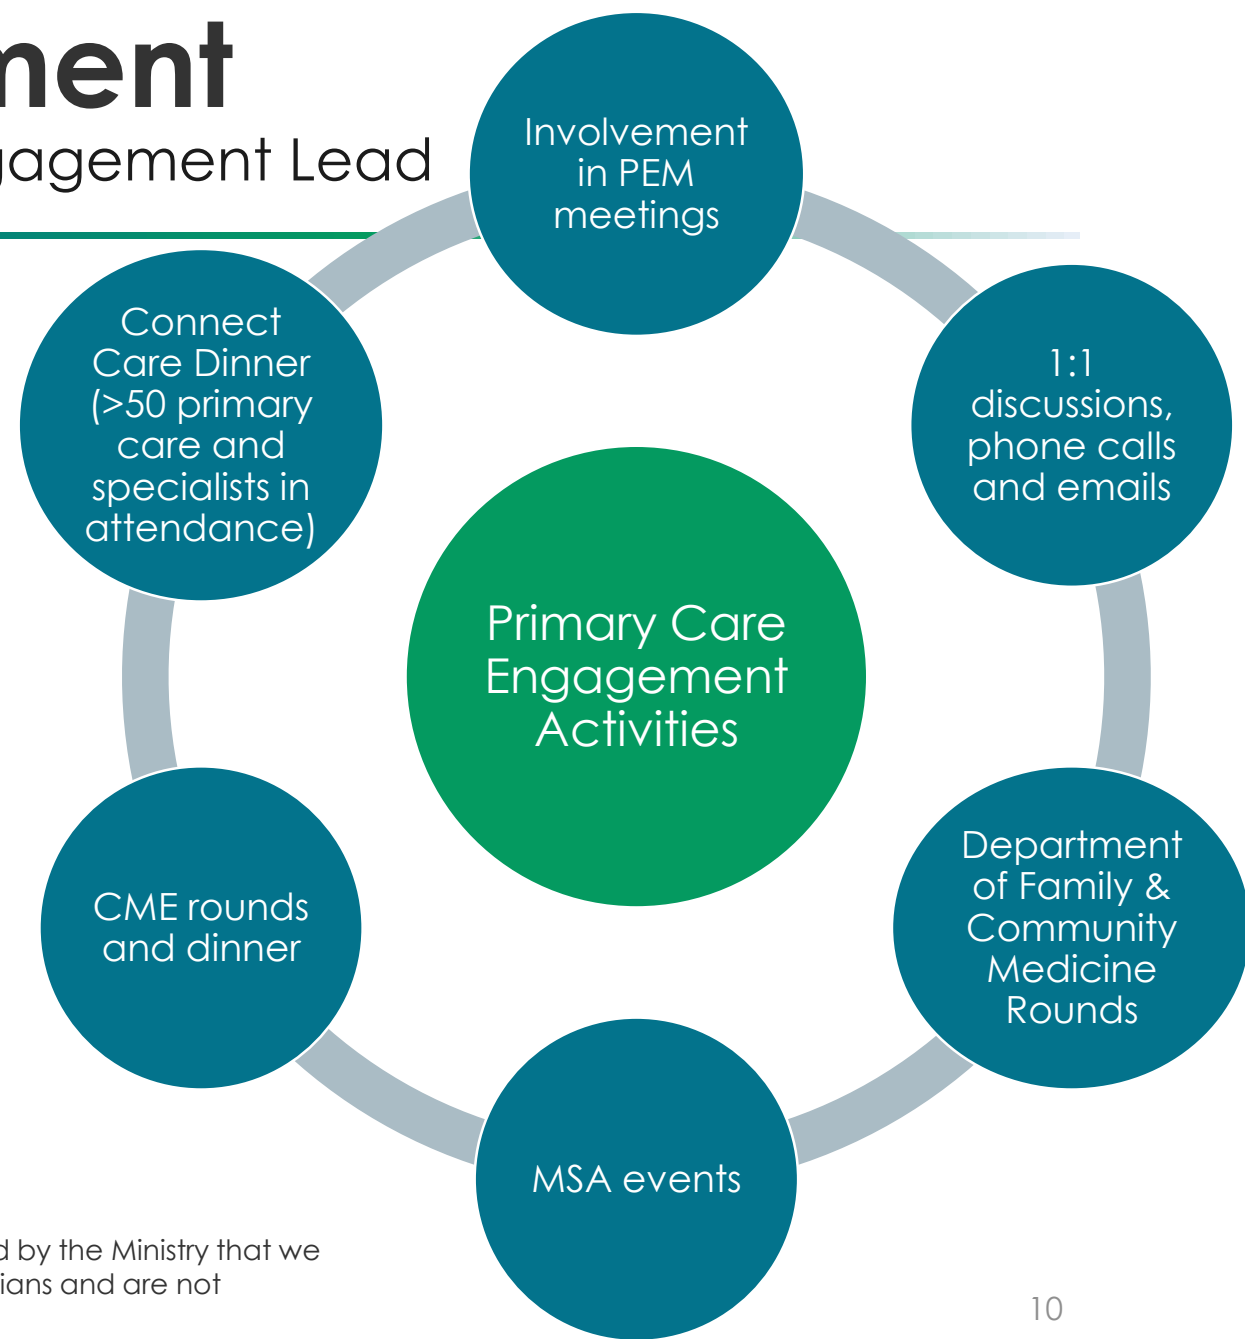 ment
gagement Lead
Involvement
in PEM
meetings
1:1
discussions,
phone calls
and emails
Department
of Family &
Community
Medicine
Rounds
MSA events
CME rounds
and dinner
Connect
Care Dinner
(>50 primary
care and
specialists in
attendance)
Primary Care
Engagement
Activities
d by the Ministry that we
ians and are not
10